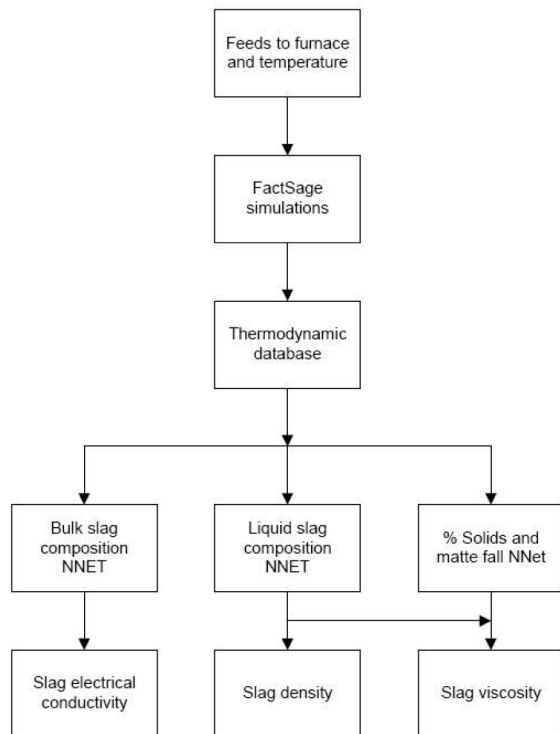 Feeds to furnace
and temperature
FactSage
simulations
Thermodynamic
database
Bulk slag
composition
NNET
Liquid slag
composition
NNET
% Solids and
matte fall NNet
Slag electrical
conductivity
Slag density
Slag viscosity